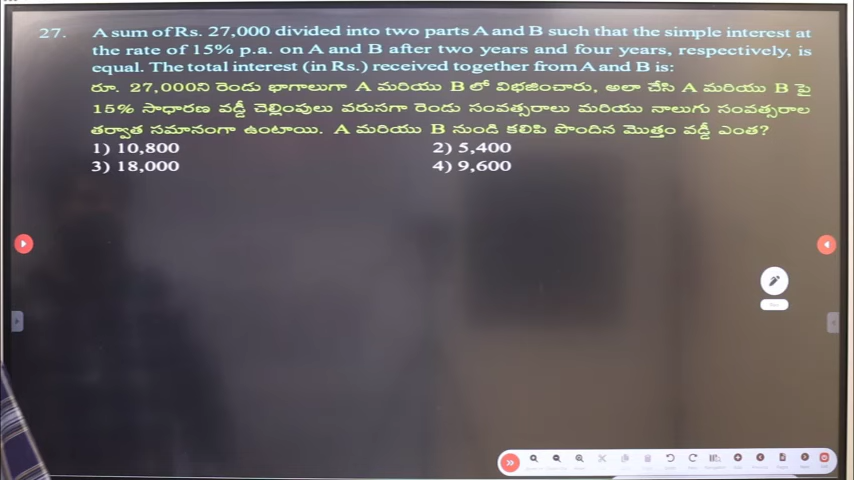 27. A sum of Rs. 27,000 divided into two parts A and B such that the simple interest at
the rate of 15% p.a. on A and B after two years and four years, respectively, is
equal. The total interest (in Rs.) received together from A and B is:
రూ. 27,000ని రెండు భాగాలుగా A మరియు B లో విభజించారు, అలా చేసి A మరియు B పై
15% సాధారణ వడ్డీ చెల్లింపులు వరుసగా రెండు సంవత్సరాలు మరియు నాలుగు సంవత్సరాల
తర్వాత సమానంగా ఉంటాయి. A మరియు B నుండి కలిపి పొందిన మొత్తం వడ్డీ ఎంత?
1) 10,800 2) 5,400
3) 18,000 4) 9,600